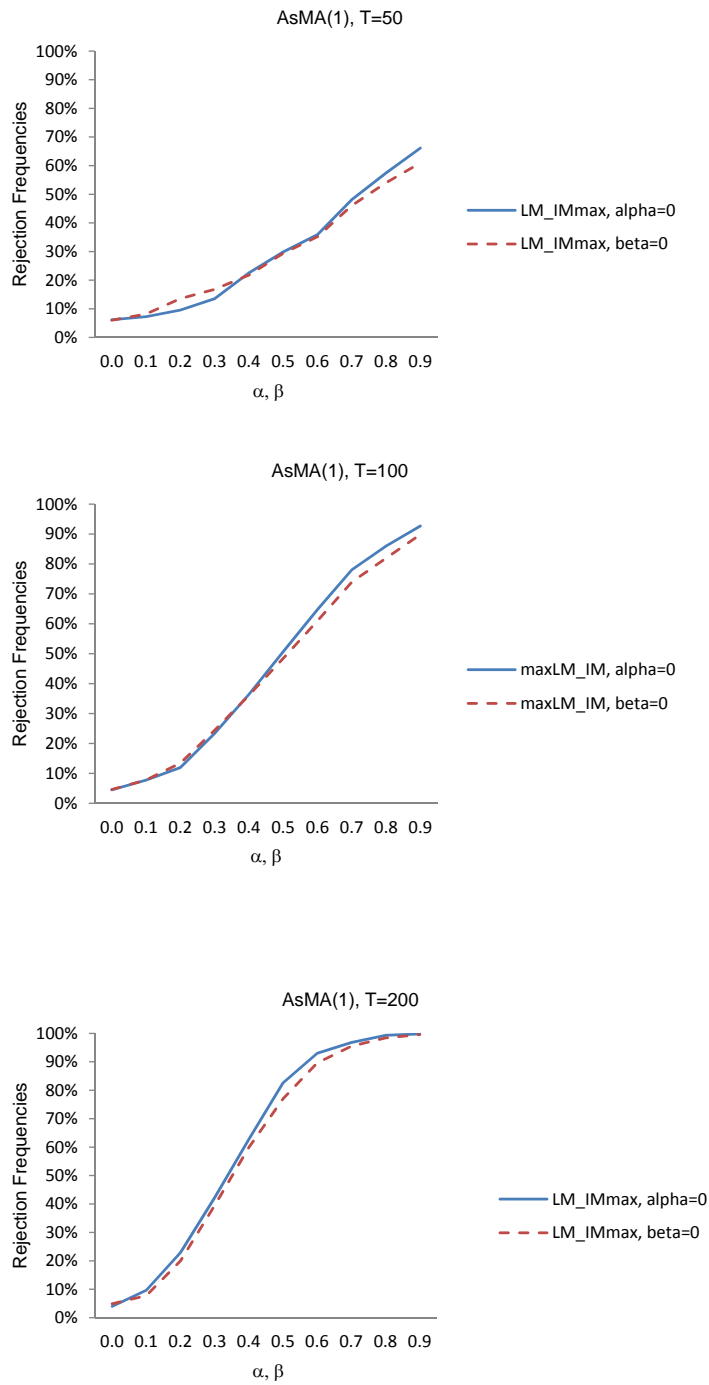 AsMA(1), T=50
100%
90%
80%
70%
60%
50%
40%
30%
20%
10%
0%
Rejection Frequencies
0.0 0.1 0.2 0.3 0.4 0.5 0.6 0.7 0.8 0.9
α, β
LM_IMmax, alpha=0
LM_IMmax, beta=0
AsMA(1), T=100
100%
90%
80%
70%
60%
50%
40%
30%
20%
10%
0%
Rejection Frequencies
0.0 0.1 0.2 0.3 0.4 0.5 0.6 0.7 0.8 0.9
α, β
maxLM_IM, alpha=0
maxLM_IM, beta=0
AsMA(1), T=200
100%
90%
80%
70%
60%
50%
40%
30%
20%
10%
0%
Rejection Frequencies
0.0 0.1 0.2 0.3 0.4 0.5 0.6 0.7 0.8 0.9
α, β
LM_IMmax, alpha=0
LM_IMmax, beta=0